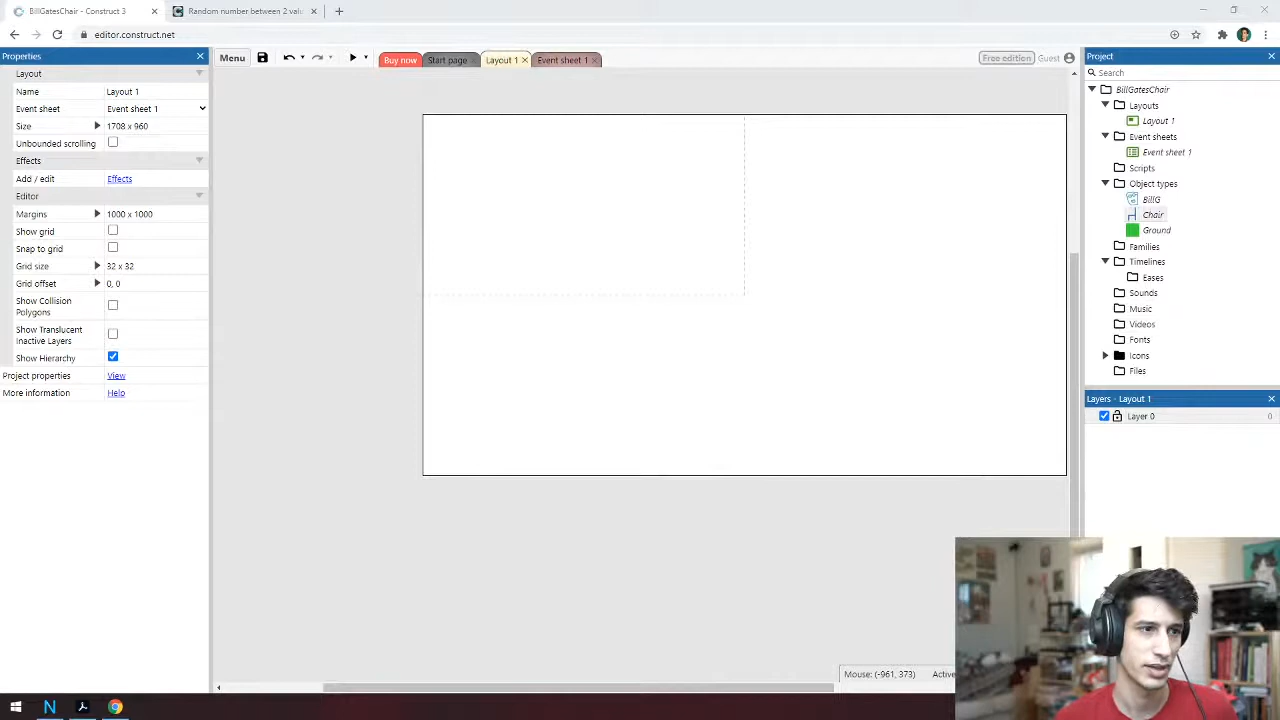 BillGatesChair - Construct 3
Random number between 2 valu
editor.construct.net
Properties
Menu
Buy now
Start page
Layout 1
Event sheet 1
Free edition
Guest
Project
Layout
Name
Layout 1
Event sheet
Event sheet 1
Size
1708 x 960
Unbounded scrolling
Effects
Add / edit
Effects
Editor
Margins
1000 x 1000
Show grid
Snap to grid
Grid size
32 x 32
Grid offset
0, 0
Show Collision
Polygons
Show Translucent
Inactive Layers
Show Hierarchy
Project properties
View
More information
Help
Search
BillGatesChair
Layouts
Layout 1
Event sheets
Event sheet 1
Scripts
Object types
BillG
Chair
Ground
Families
Timelines
Eases
Sounds
Music
Videos
Fonts
Icons
Files
Layers - Layout 1
Layer 0
0
Mouse: (-961, 373)
Active